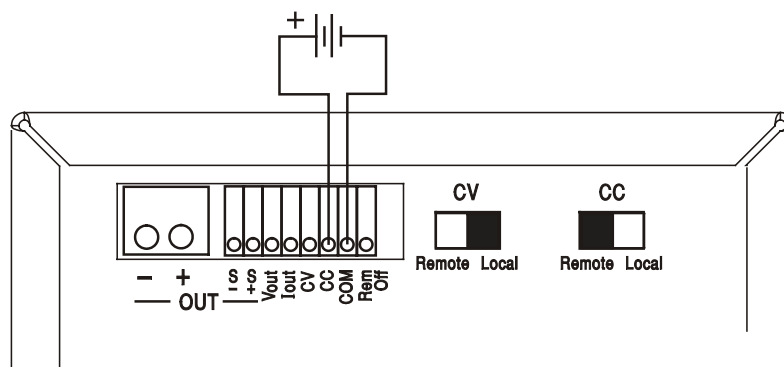 +
CV
CC
Remote Local
Remote Local
- +
OUT
S -
S +
Vout
Iout
CV
CC
COM
Rem Off